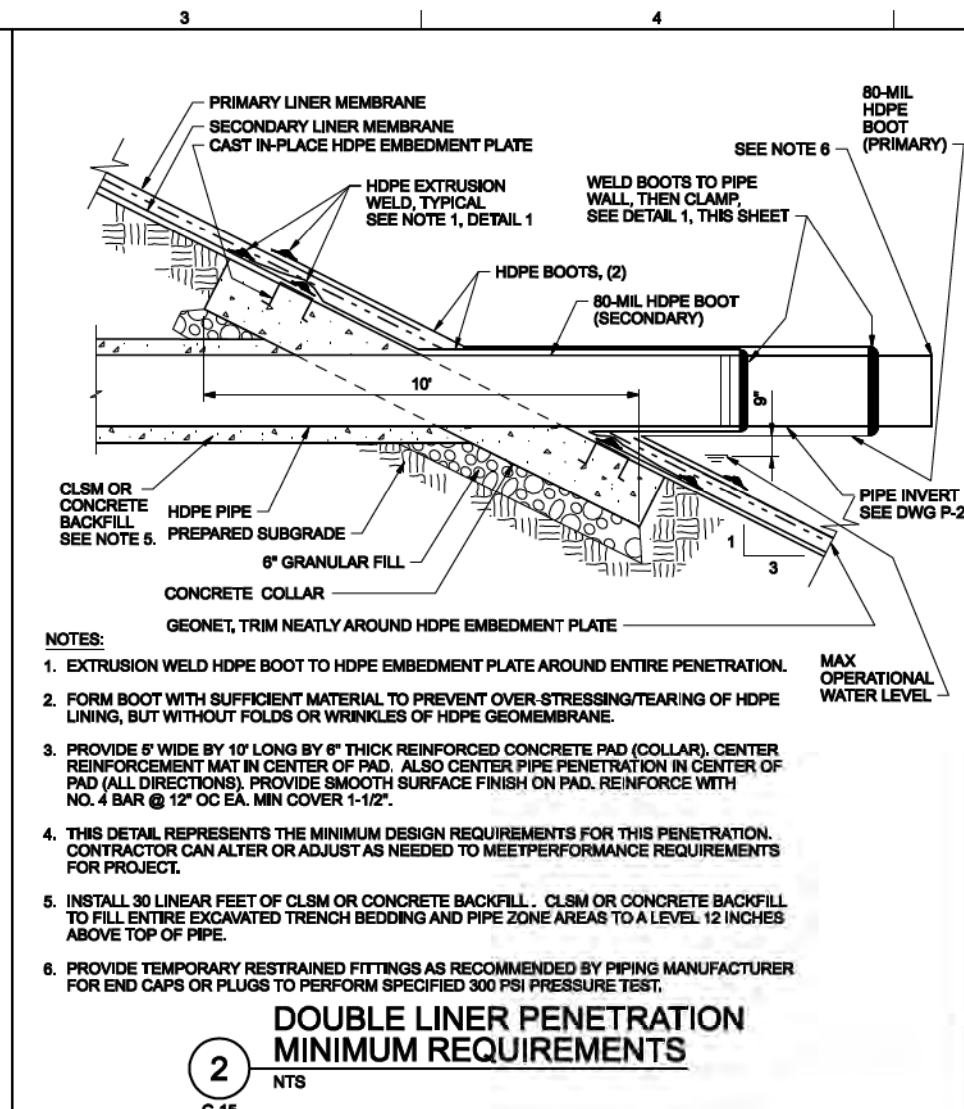 3
4
PRIMARY LINER MEMBRANE
SECONDARY LINER MEMBRANE
CAST IN-PLACE HDPE EMBEDMENT PLATE
HDPE EXTRUSION
WELD, TYPICAL
SEE NOTE 1, DETAIL 1
WELD BOOTS TO PIPE
WALL, THEN CLAMP,
SEE DETAIL 1, THIS SHEET
SEE NOTE 6
80-MIL
HDPE
BOOT
(PRIMARY)
HDPE BOOTS, (2)
80-MIL HDPE BOOT
(SECONDARY)
10'
9"
CLSM OR
CONCRETE
BACKFILL
SEE NOTE 5.
HDPE PIPE
PREPARED SUBGRADE
6" GRANULAR FILL
CONCRETE COLLAR
GEONET, TRIM NEATLY AROUND HDPE EMBEDMENT PLATE
1
3
PIPE INVERT
SEE DWG P-2
MAX
OPERATIONAL
WATER LEVEL
NOTES:
1. EXTRUSION WELD HDPE BOOT TO HDPE EMBEDMENT PLATE AROUND ENTIRE PENETRATION.
2. FORM BOOT WITH SUFFICIENT MATERIAL TO PREVENT OVER-STRESSING/TEARING OF HDPE
LINING, BUT WITHOUT FOLDS OR WRINKLES OF HDPE GEOMEMBRANE.
3. PROVIDE 5' WIDE BY 10' LONG BY 6" THICK REINFORCED CONCRETE PAD (COLLAR). CENTER
REINFORCEMENT MAT IN CENTER OF PAD. ALSO CENTER PIPE PENETRATION IN CENTER OF
PAD (ALL DIRECTIONS). PROVIDE SMOOTH SURFACE FINISH ON PAD. REINFORCE WITH
NO. 4 BAR @ 12" OC EA. MIN COVER 1-1/2".
4. THIS DETAIL REPRESENTS THE MINIMUM DESIGN REQUIREMENTS FOR THIS PENETRATION.
CONTRACTOR CAN ALTER OR ADJUST AS NEEDED TO MEETPERFORMANCE REQUIREMENTS
FOR PROJECT.
5. INSTALL 30 LINEAR FEET OF CLSM OR CONCRETE BACKFILL. CLSM OR CONCRETE BACKFILL
TO FILL ENTIRE EXCAVATED TRENCH BEDDING AND PIPE ZONE AREAS TO A LEVEL 12 INCHES
ABOVE TOP OF PIPE.
6. PROVIDE TEMPORARY RESTRAINED FITTINGS AS RECOMMENDED BY PIPING MANUFACTURER
FOR END CAPS OR PLUGS TO PERFORM SPECIFIED 300 PSI PRESSURE TEST.
DOUBLE LINER PENETRATION
MINIMUM REQUIREMENTS
2
NTS